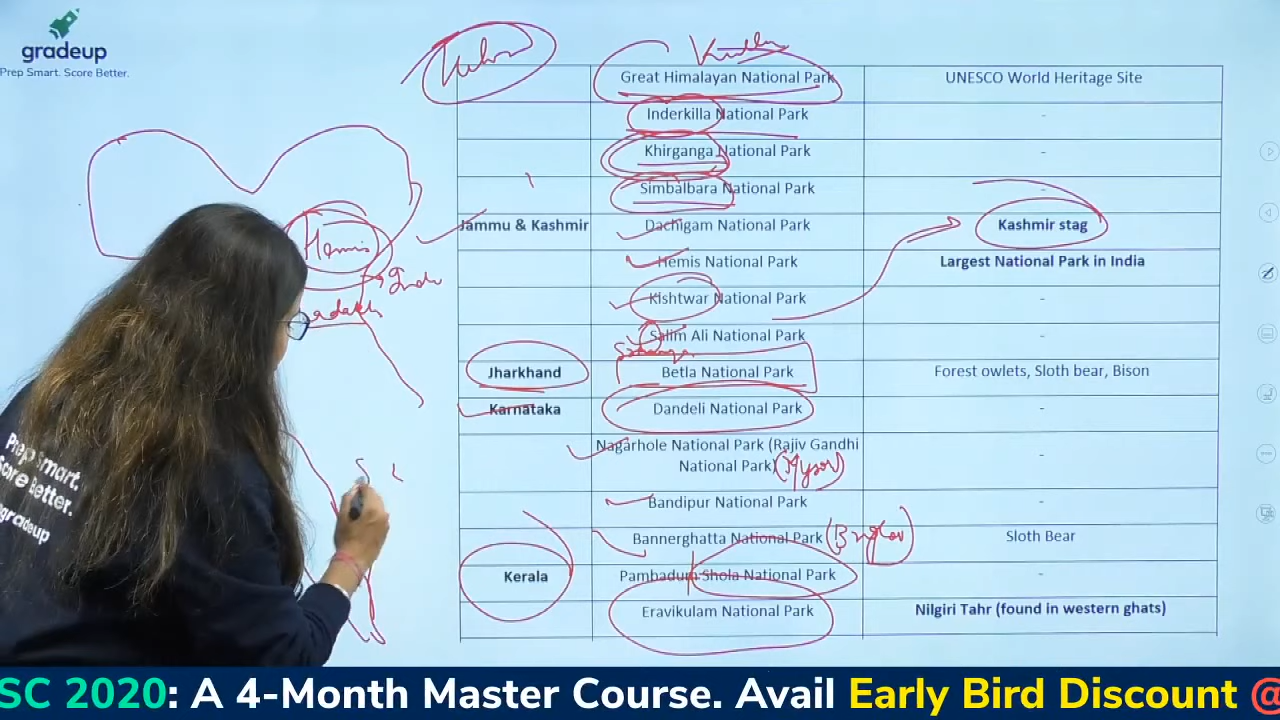 gradeup
Prep Smart. Score Better.
Kullu
Great Himalayan National Park UNESCO World Heritage Site
Inderkilla National Park -
Khirganga National Park -
Simbalbara National Park -
Jammu & Kashmir Dachigam National Park Kashmir stag
Hemis National Park Largest National Park in India
Kishtwar National Park -
Salim Ali National Park -
Jharkhand Betla National Park Forest owlets, Sloth bear, Bison
Karnataka Dandeli National Park -
Nagarhole National Park (Rajiv Gandhi
National Park) -
Bandipur National Park -
Bannerghatta National Park Sloth Bear
Kerala Pambadum Shola National Park -
Eravikulam National Park Nilgiri Tahr (found in western ghats)
Hemis
Prep Smart.
Score Better.
gradeup
SC 2020: A 4-Month Master Course. Avail Early Bird Discount @